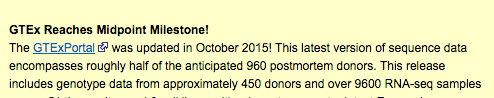 GTEx Reaches Midpoint Milestone!
The GTExPortal was updated in October 2015! This latest version of sequence data
encompasses roughly half of the anticipated 960 postmortem donors. This release
includes genotype data from approximately 450 donors and over 9600 RNA-seq samples